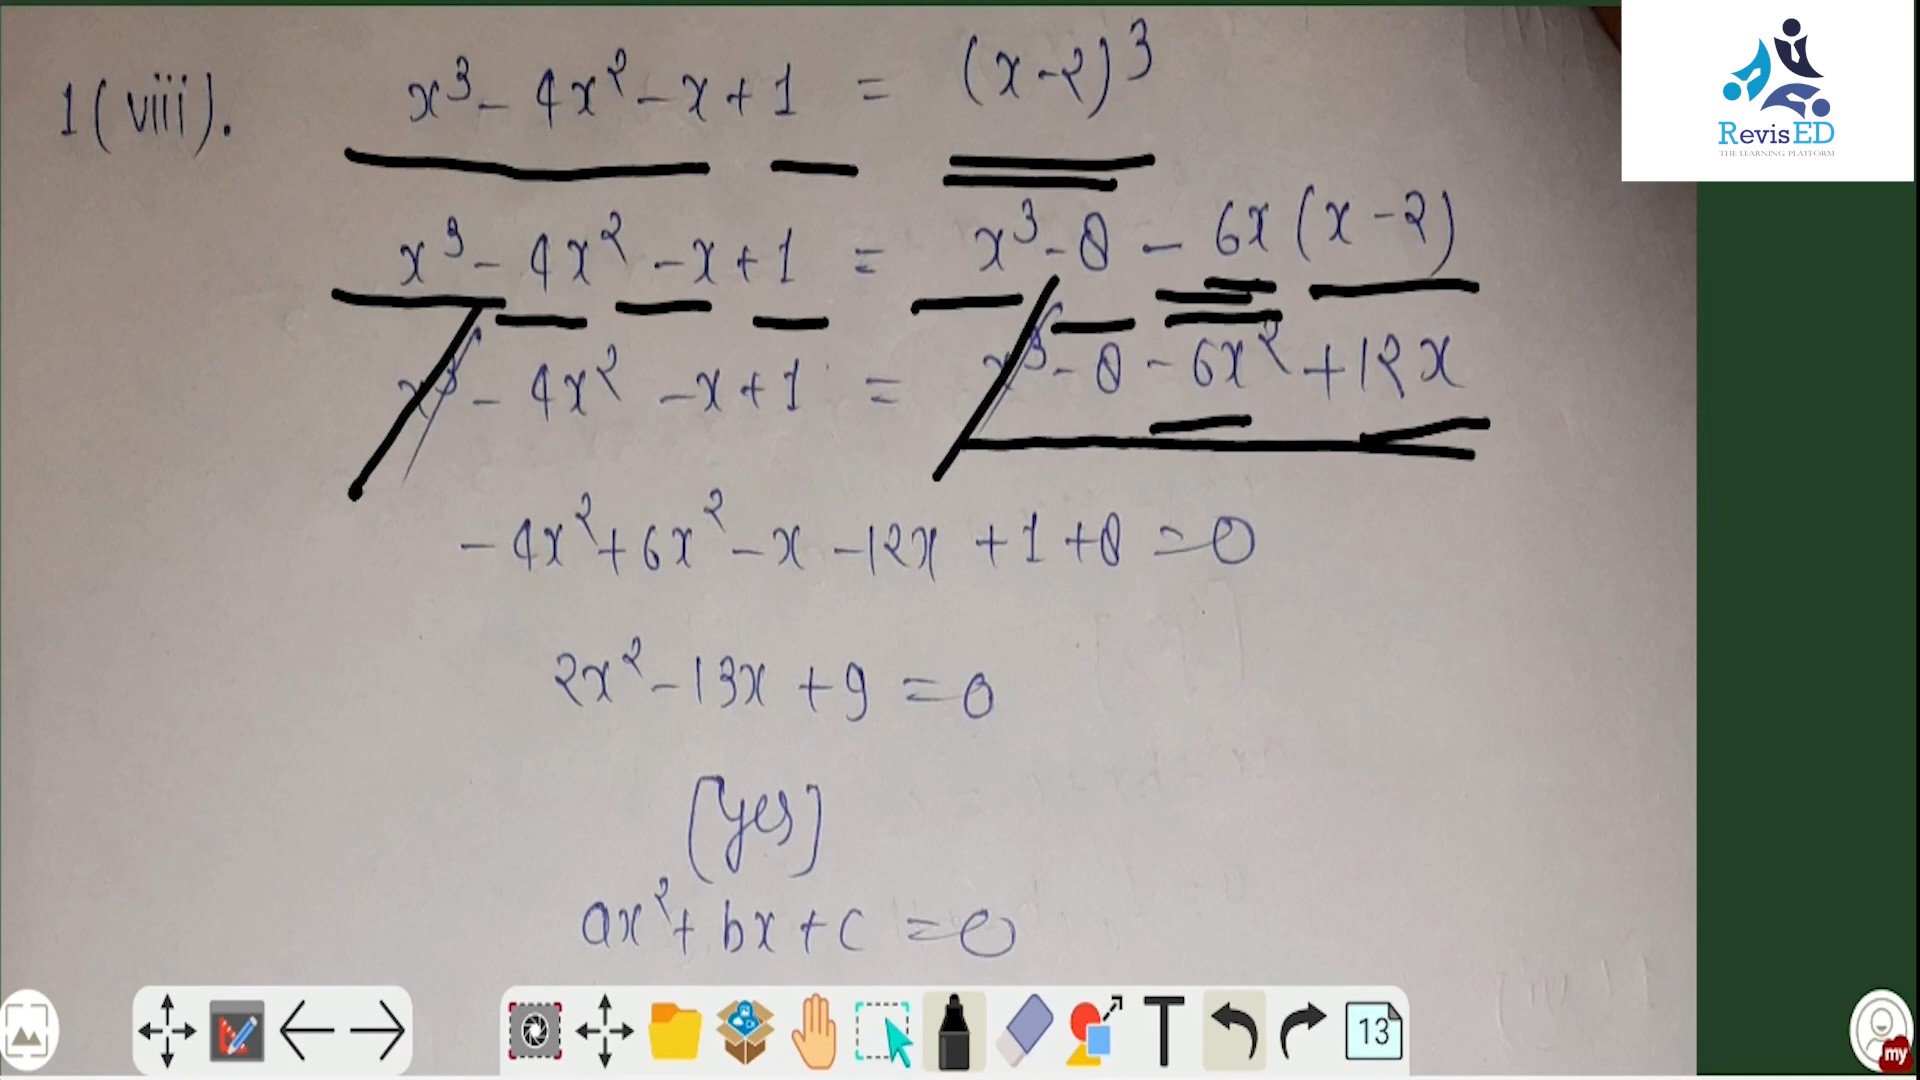 1(viii). x³ - 4x² - x + 1 = (x-2)³
x³ - 4x² - x + 1 = x³ - 8 - 6x(x-2)
x³ - 4x² - x + 1 = x³ - 8 - 6x² + 12x
-4x² + 6x² - x - 12x + 1 + 8 = 0
2x² - 13x + 9 = 0
[yes]
ax² + bx + c = 0
RevisED
THE LEARNING PLATFORM
T
13
my